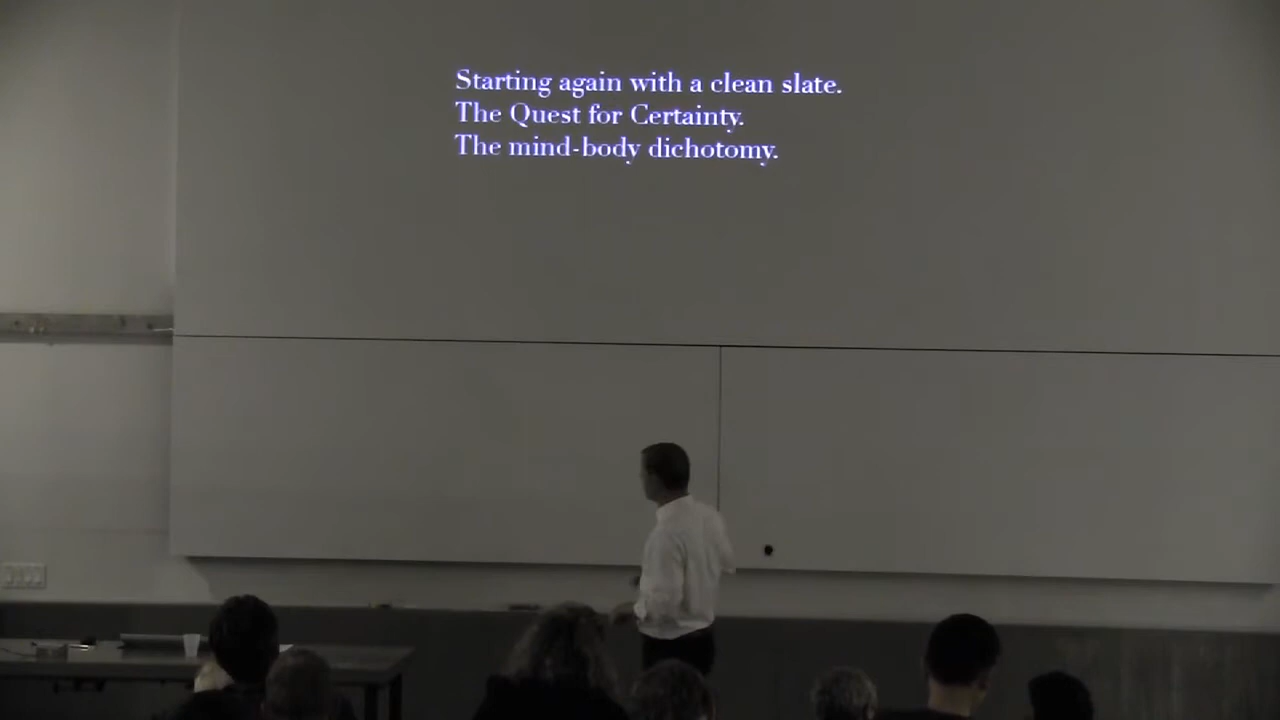 Starting again with a clean slate.
The Quest for Certainty.
The mind-body dichotomy.